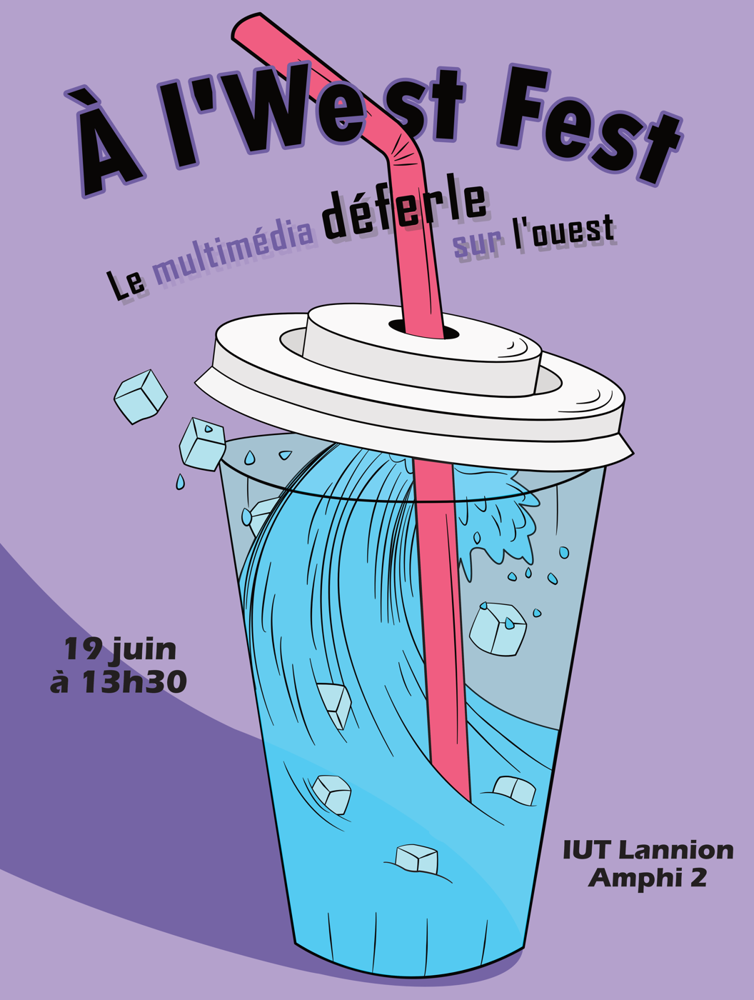 À l'West Fest
Le multimédia déferle
sur l'ouest
19 juin
à 13h30
IUT Lannion
Amphi 2